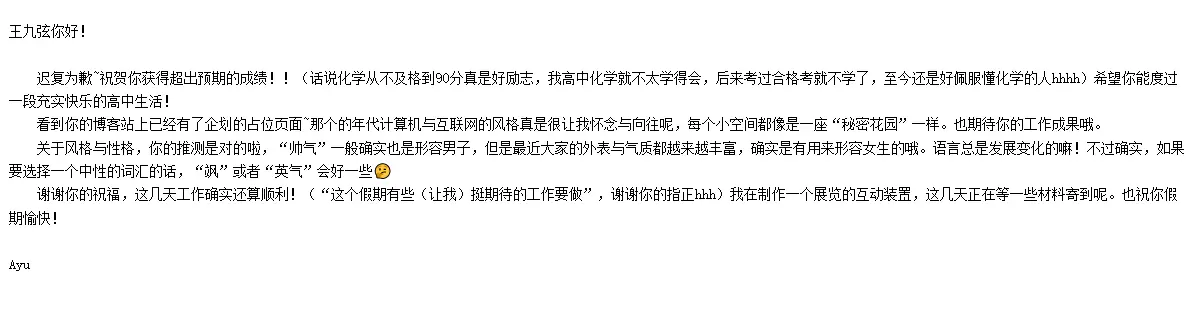 王九弦你好！
迟复为歉~祝贺你获得超出预期的成绩！！（话说化学从不及格到90分真是好励志，我高中化学就不太学得会，后来考过合格考就不学了，至今还是好佩服懂化学的人hhhh）希望你能度过
一段充实快乐的高中生活！
看到你的博客站上已经有了企划的占位页面~那个的年代计算机与互联网的风格真是很让我怀念与向往呢，每个小空间都像是一座“秘密花园”一样。也期待你的工作成果哦。
关于风格与性格，你的推测是对的啦，“帅气”一般确实也是形容男子，但是最近大家的外表与气质都越来越丰富，确实是有用来形容女生的哦。语言总是发展变化的嘛！不过确实，如果
要选择一个中性的词汇的话，“飒”或者“英气”会好一些🤔
谢谢你的祝福，这几天工作确实还算顺利！（“这个假期有些（让我）挺期待的工作要做”，谢谢你的指正hhh）我在制作一个展览的互动装置，这几天正在等一些材料寄到呢。也祝你假
期愉快！
Ayu